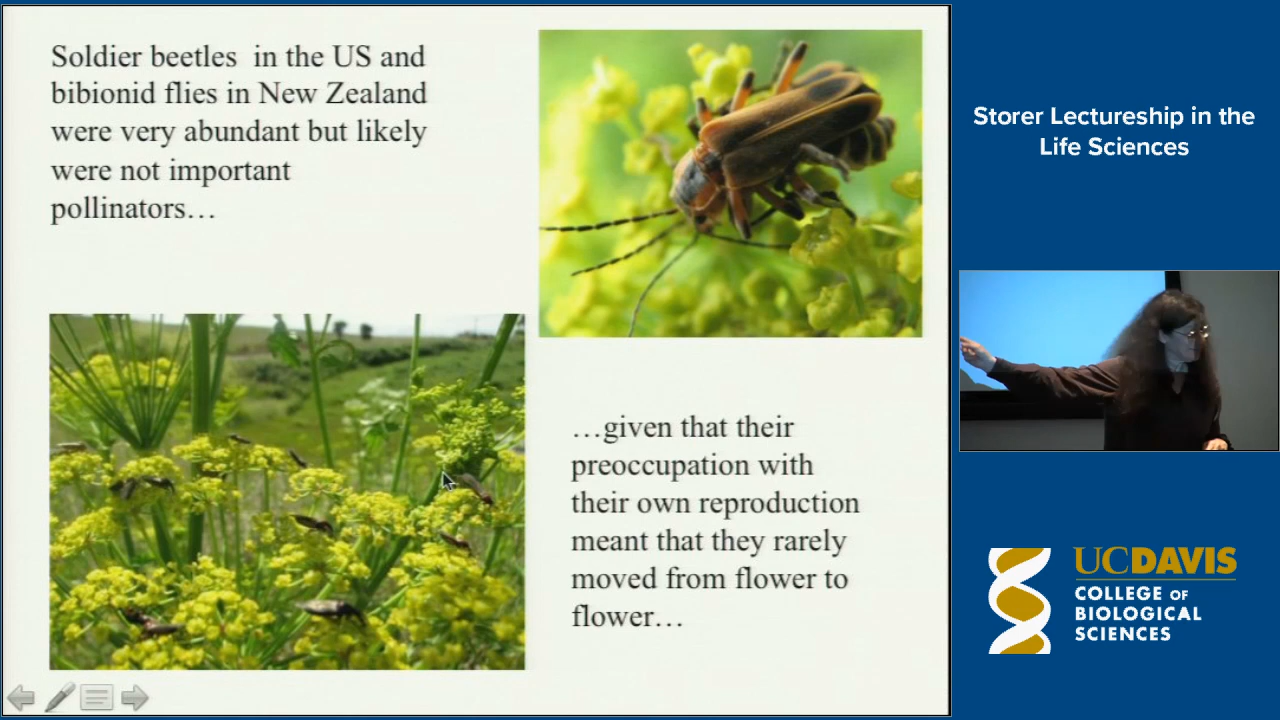 Soldier beetles in the US and
bibionid flies in New Zealand
were very abundant but likely
were not important
pollinators…
…given that their
preoccupation with
their own reproduction
meant that they rarely
moved from flower to
flower…
Storer Lectureship in the
Life Sciences
UCDAVIS
COLLEGE OF
BIOLOGICAL
SCIENCES